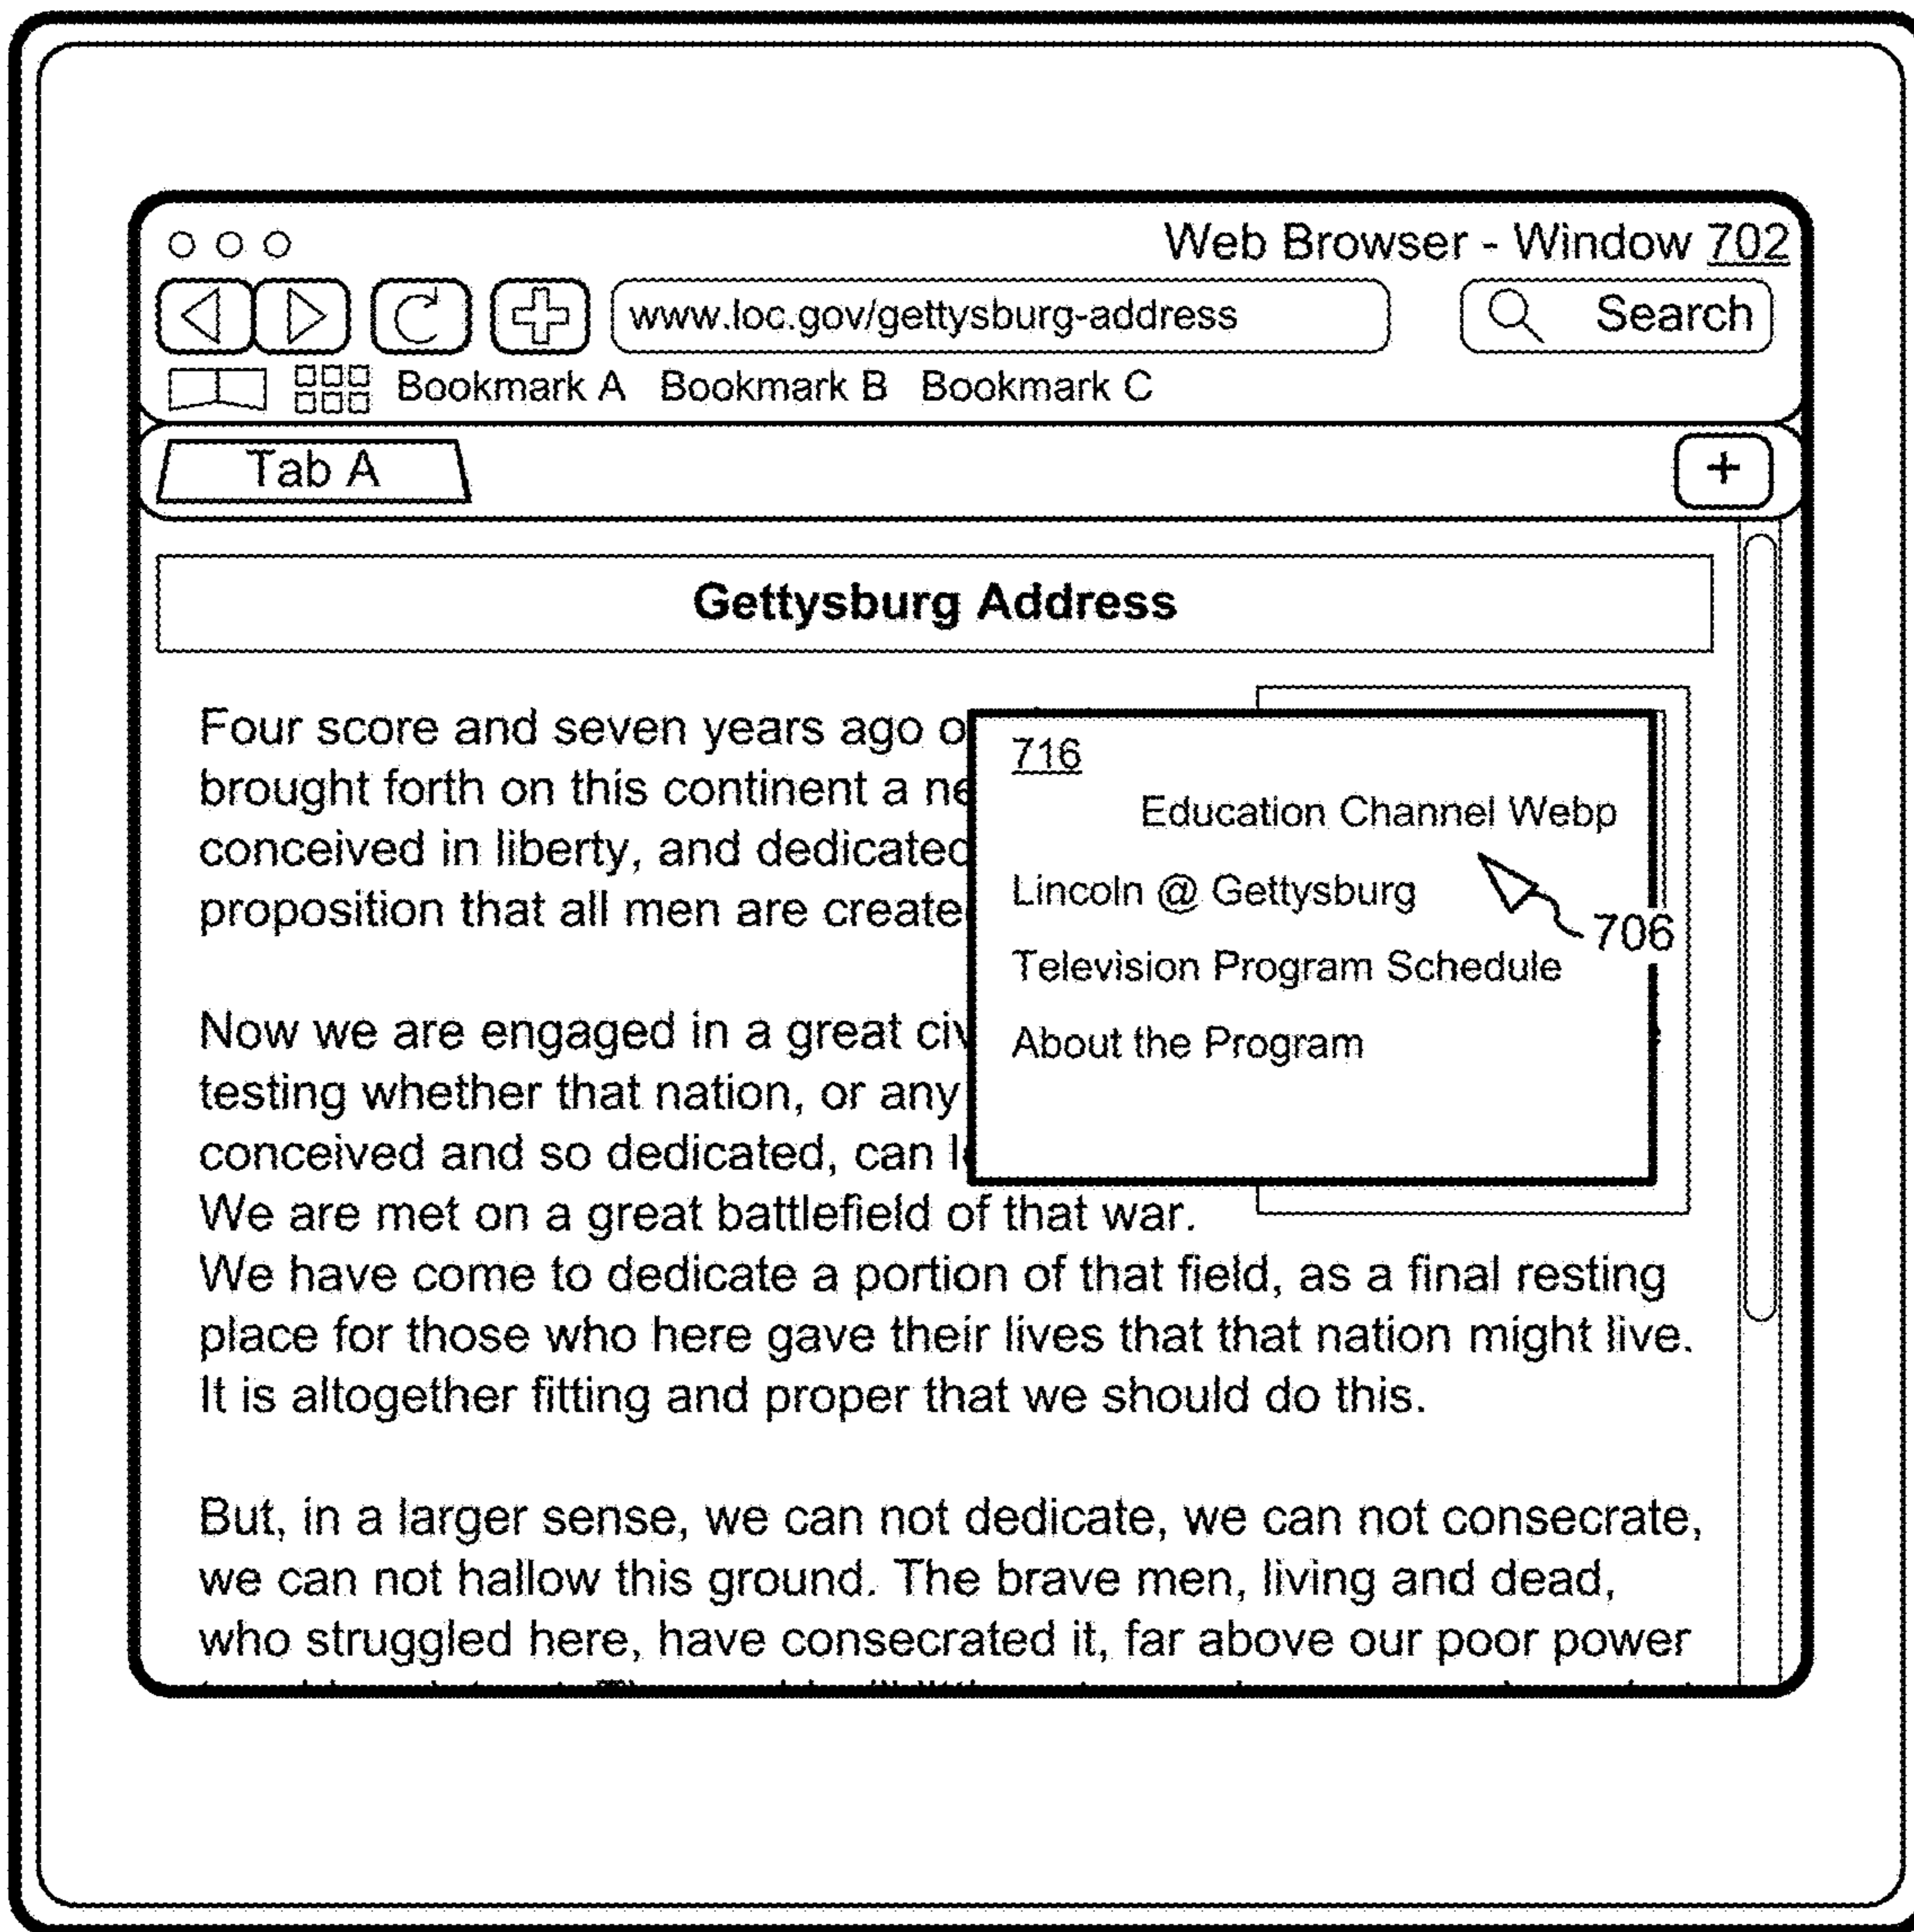 Web Browser - Window 702
www.loc.gov/gettysburg-address
Search
Bookmark A Bookmark B Bookmark C
Tab A
+
Gettysburg Address
Four score and seven years ago o
brought forth on this continent a ne
conceived in liberty, and dedicated
proposition that all men are create
Now we are engaged in a great civ
testing whether that nation, or any
conceived and so dedicated, can l
We are met on a great battlefield of that war.
We have come to dedicate a portion of that field, as a final resting
place for those who here gave their lives that that nation might live.
It is altogether fitting and proper that we should do this.
But, in a larger sense, we can not dedicate, we can not consecrate,
we can not hallow this ground. The brave men, living and dead,
who struggled here, have consecrated it, far above our poor power
716
Education Channel Webp
Lincoln @ Gettysburg
706
Television Program Schedule
About the Program